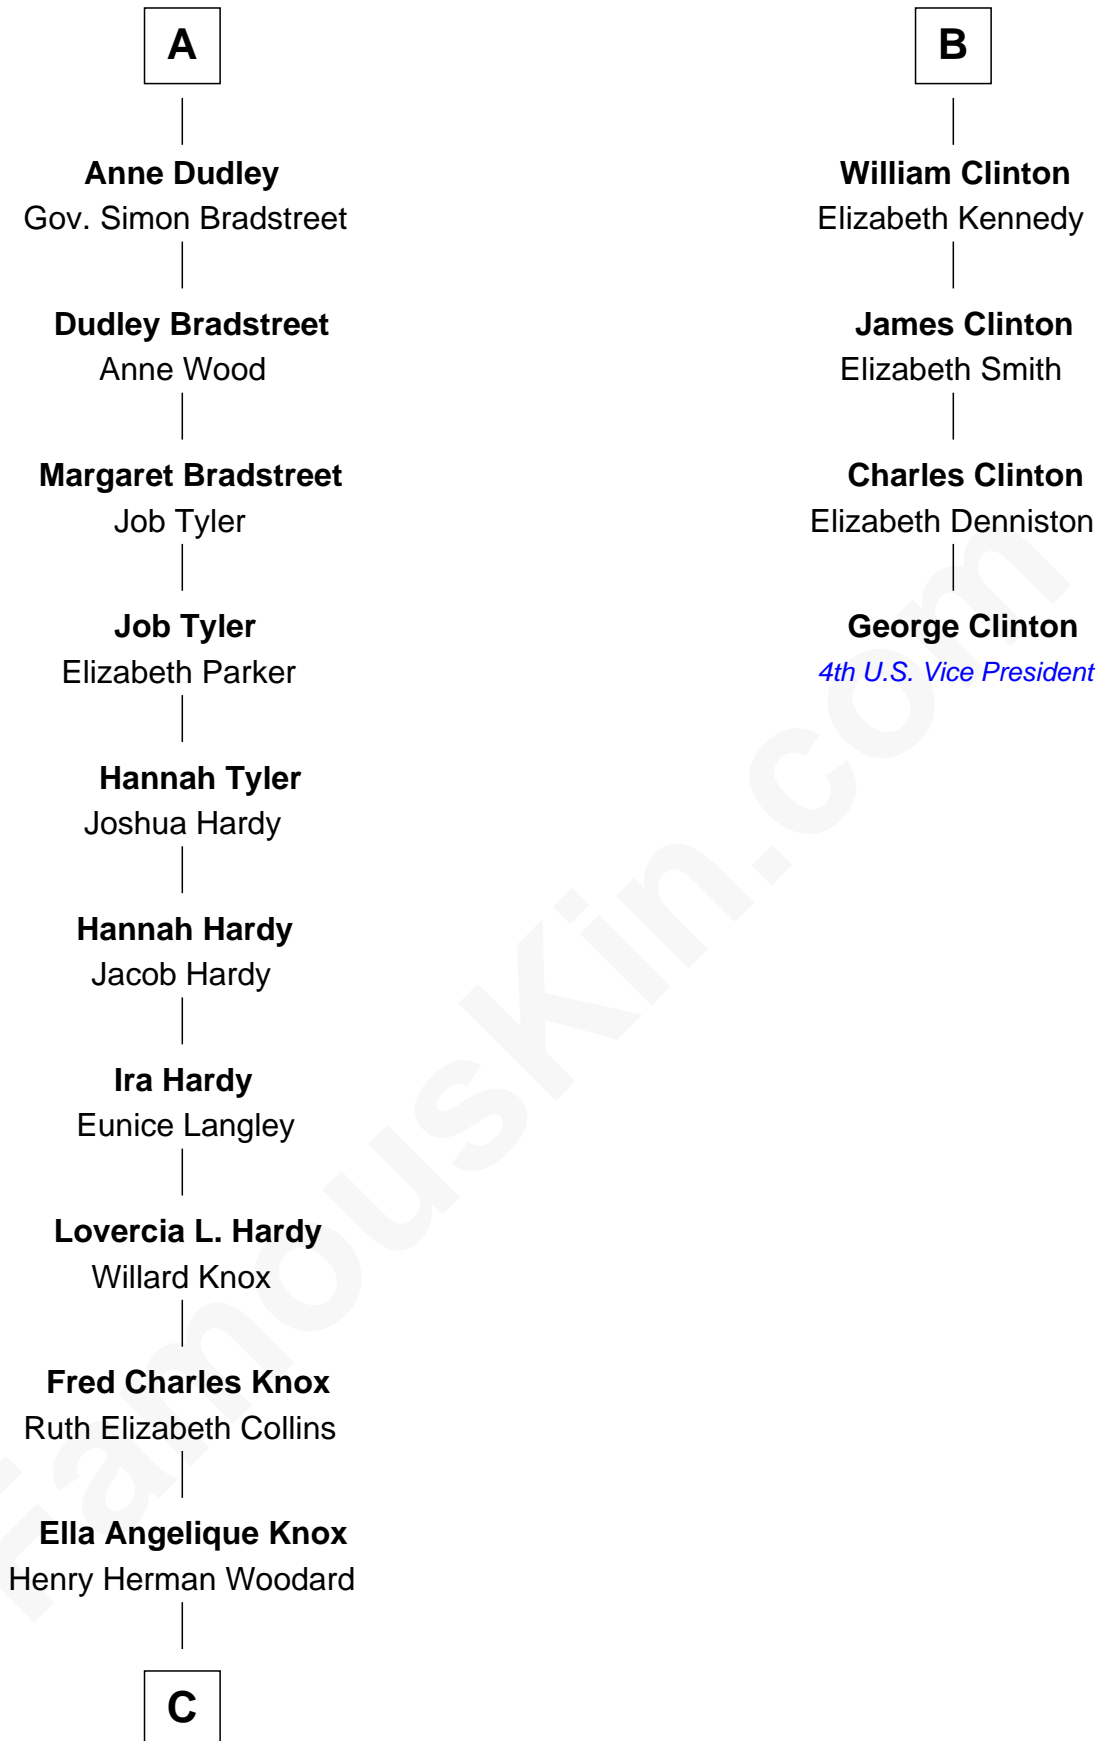 A
Anne Dudley
Gov. Simon Bradstreet
Dudley Bradstreet
Anne Wood
Margaret Bradstreet
Job Tyler
Job Tyler
Elizabeth Parker
Hannah Tyler
Joshua Hardy
Hannah Hardy
Jacob Hardy
Ira Hardy
Eunice Langley
Lovercia L. Hardy
Willard Knox
Fred Charles Knox
Ruth Elizabeth Collins
Ella Angelique Knox
Henry Herman Woodard
C
B
William Clinton
Elizabeth Kennedy
James Clinton
Elizabeth Smith
Charles Clinton
Elizabeth Denniston
George Clinton
4th U.S. Vice President
FamousKin.com